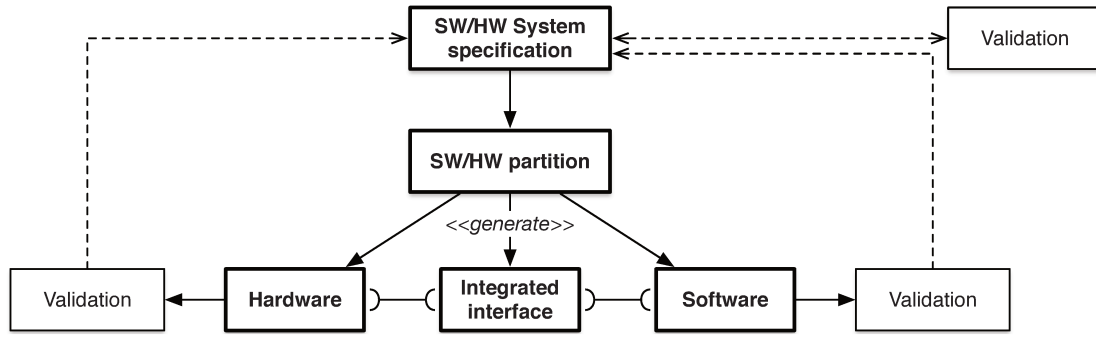 SW/HW System
specification
Validation
SW/HW partition
<<generate>>
Validation
Hardware
Integrated
interface
Software
Validation